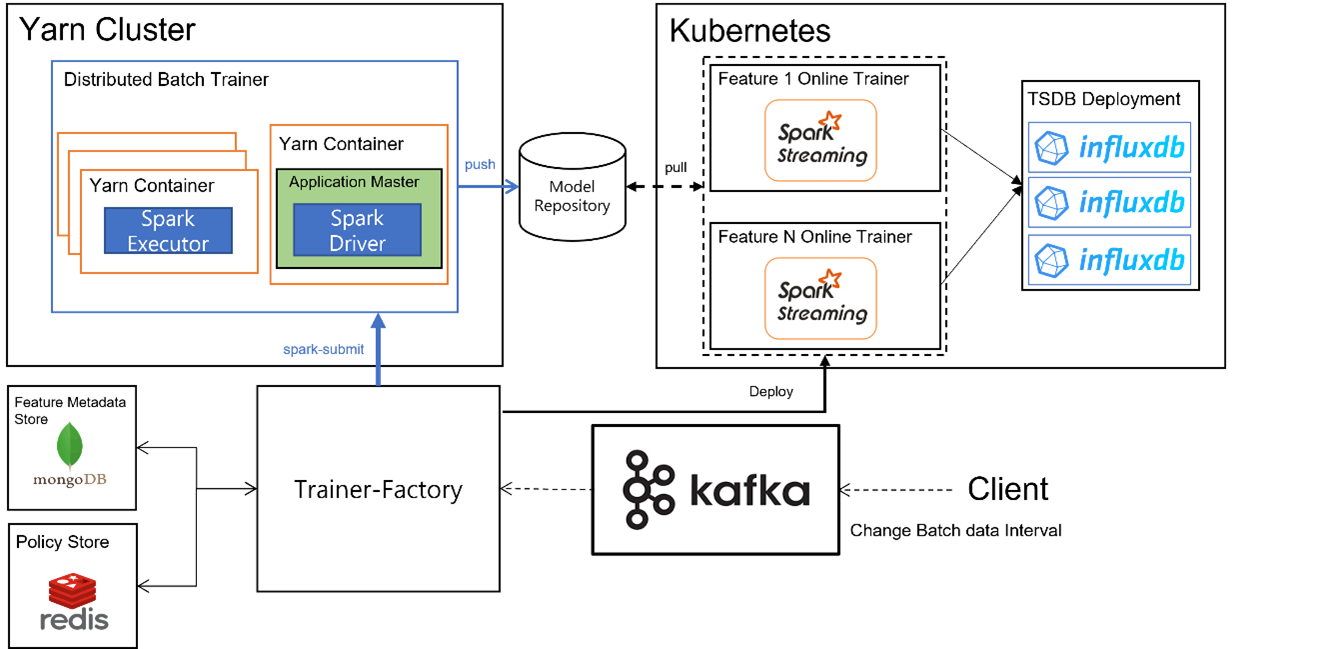 Yarn Cluster
Distributed Batch Trainer
Yarn Container
Spark
Executor
Yarn Container
Application Master
Spark
Driver
push
Model
Repository
pull
Kubernetes
Feature 1 Online Trainer
Spark
Streaming
Feature N Online Trainer
Spark
Streaming
TSDB Deployment
influxdb
influxdb
influxdb
spark-submit
Deploy
Feature Metadata
Store
mongoDB
Policy Store
redis
Trainer-Factory
kafka
Client
Change Batch data Interval